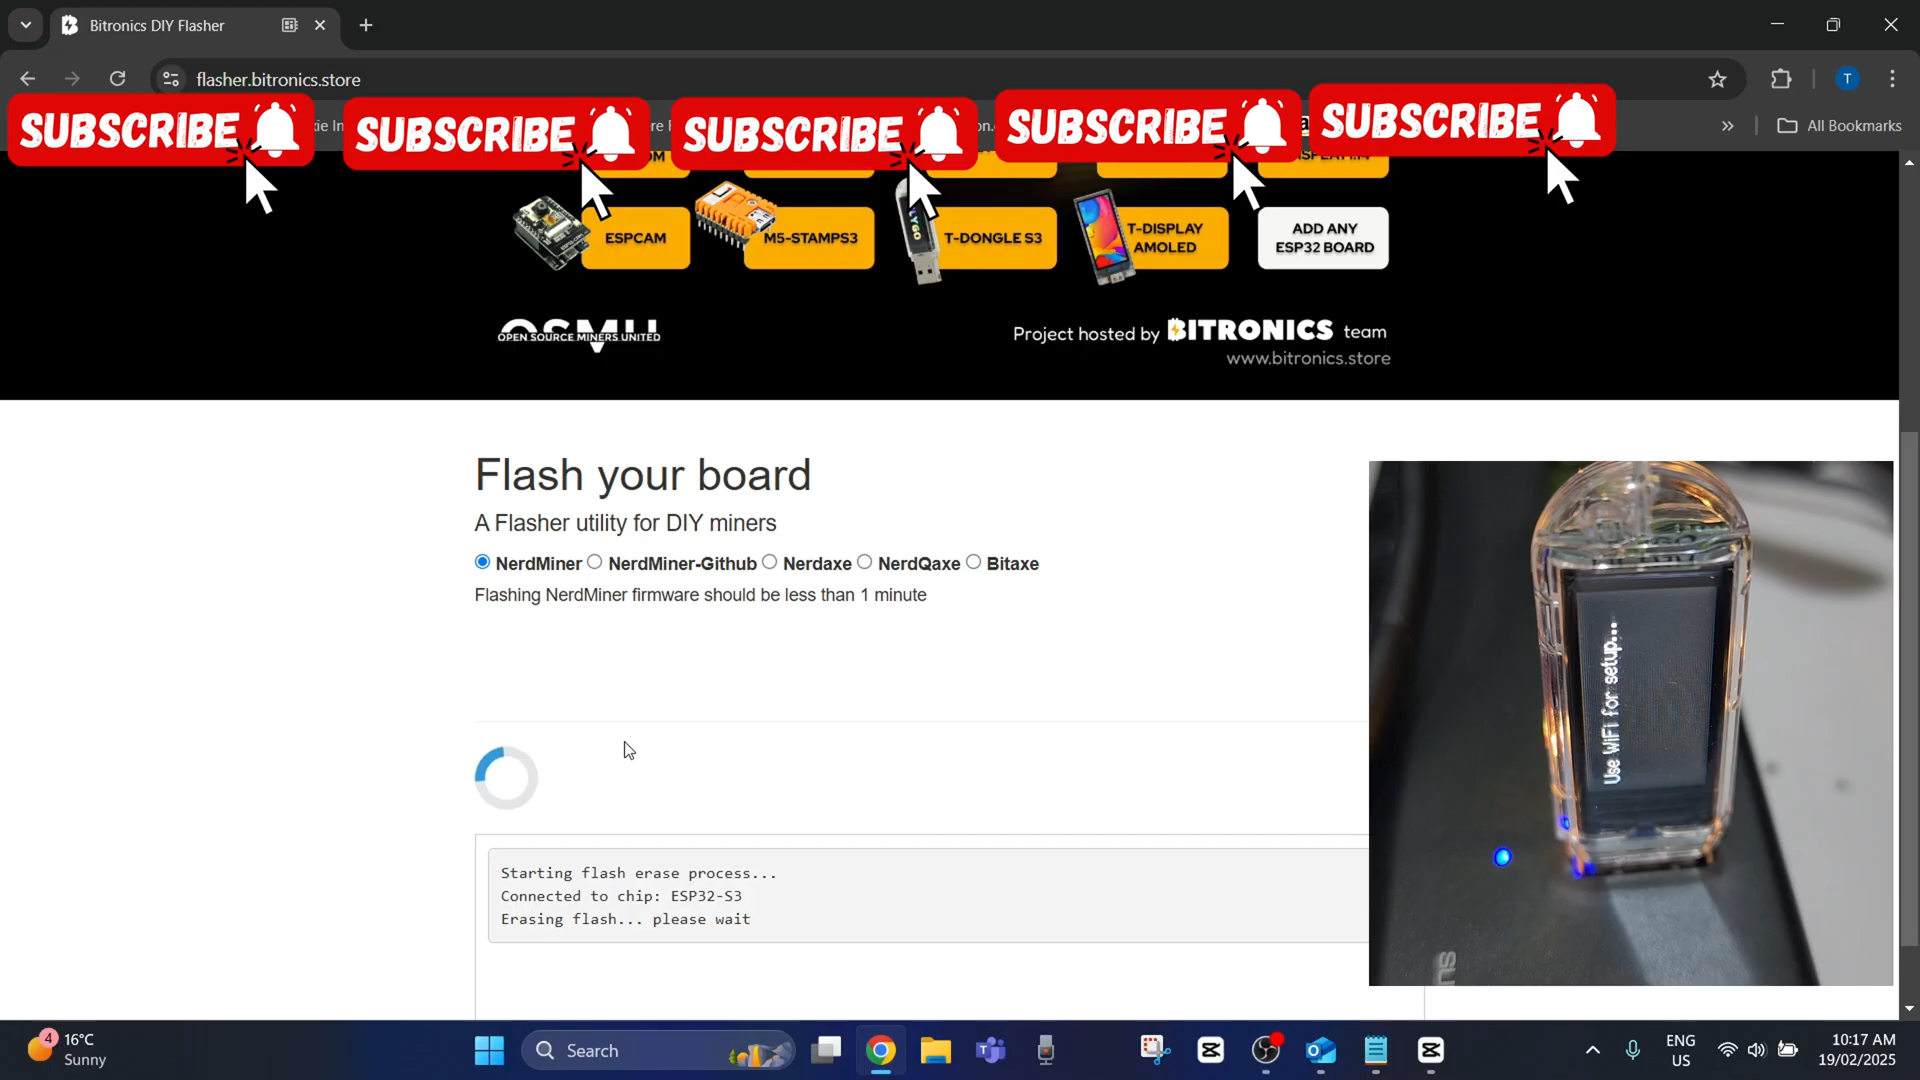 Bitronics DIY Flasher
flasher.bitronics.store
T
SUBSCRIBE
SUBSCRIBE
SUBSCRIBE
SUBSCRIBE
SUBSCRIBE
All Bookmarks
ESPCAM
M5-STAMPS3
T-DONGLE S3
T-DISPLAY
AMOLED
ADD ANY
ESP32 BOARD
OSMU
OPEN SOURCE MINERS UNITED
Project hosted by BITRONICS team
www.bitronics.store
Flash your board
A Flasher utility for DIY miners
NerdMiner NerdMiner-Github Nerdaxe NerdQaxe Bitaxe
Flashing NerdMiner firmware should be less than 1 minute
Starting flash erase process...
Connected to chip: ESP32-S3
Erasing flash... please wait
Use WiFi for setup...
4
16°C
Sunny
Search
ENG
US
10:17 AM
19/02/2025